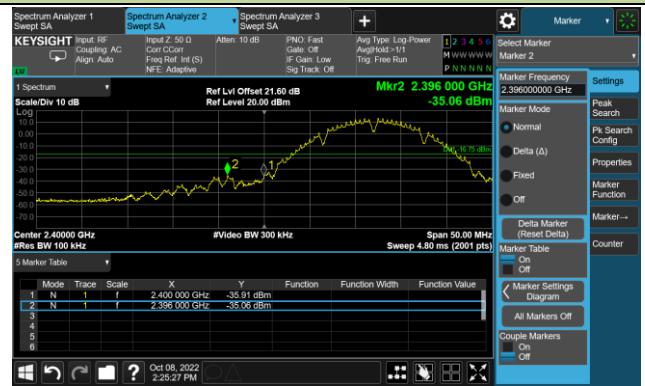 Spectrum Analyzer 1
Swept SA
Spectrum Analyzer 2
Swept SA
Spectrum Analyzer 3
Swept SA
+
Marker
KEYSIGHT
Input: RF
Coupling: AC
Align: Auto
Input Z: 50 Ω
Corr CCorr
Freq Ref: Int (S)
NFE: Adaptive
Atten: 10 dB
PNO: Fast
Gate: Off
IF Gain: Low
Sig Track: Off
Avg Type: Log-Power
Avg|Hold:>1/1
Trig: Free Run
1 2 3 4 5 6
M W W W W W
P N N N N N
LW
Select Marker
Marker 2
1 Spectrum
Scale/Div 10 dB
Ref Lvl Offset 21.60 dB
Ref Level 20.00 dBm
Mkr2 2.396 000 GHz
-35.06 dBm
Log
10.0
0.00
-10.0
-20.0
-30.0
-40.0
-50.0
-60.0
-70.0
2
1
DL1 -16.75 dBm
Center 2.40000 GHz
#Res BW 100 kHz
#Video BW 300 kHz
Span 50.00 MHz
Sweep 4.80 ms (2001 pts)
5 Marker Table
Mode Trace Scale X Y Function Function Width Function Value
1 N 1 f 2.400 000 GHz -35.91 dBm
2 N 1 f 2.396 000 GHz -35.06 dBm
3
4
5
6
Marker Frequency
2.396000000 GHz
Marker Mode
Normal
Delta (Δ)
Fixed
Off
Delta Marker
(Reset Delta)
Marker Table
On
Off
Marker Settings
Diagram
All Markers Off
Couple Markers
On
Off
Settings
Peak
Search
Pk Search
Config
Properties
Marker
Function
Marker→
Counter
?
Oct 08, 2022
2:25:27 PM